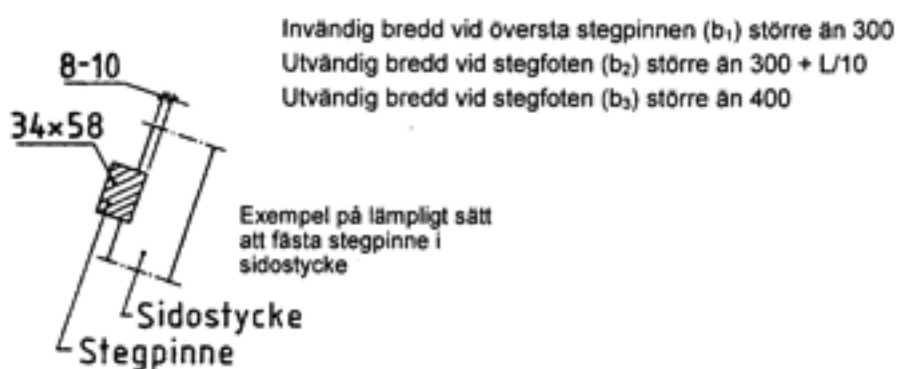 Invändig bredd vid översta stegpinnen (b₁) större än 300
Utvändig bredd vid stegfoten (b₂) större än 300 + L/10
Utvändig bredd vid stegfoten (b₃) större än 400
8-10
34×58
Exempel på lämpligt sätt
att fästa stegpinne i
sidostycke
Sidostycke
Stegpinne